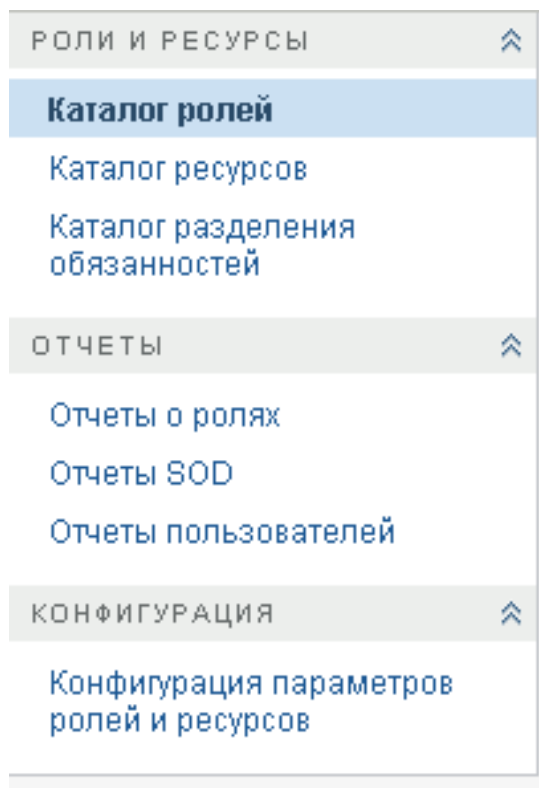 РОЛИ И РЕСУРСЫ
Каталог ролей
Каталог ресурсов
Каталог разделения
обязанностей
ОТЧЕТЫ
Отчеты о ролях
Отчеты SOD
Отчеты пользователей
КОНФИГУРАЦИЯ
Конфигурация параметров
ролей и ресурсов